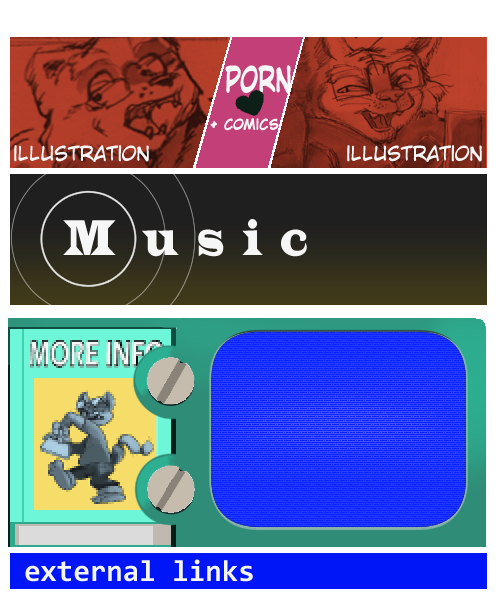 PORN
+ COMICS
ILLUSTRATION
ILLUSTRATION
Music
MORE INFO
external links